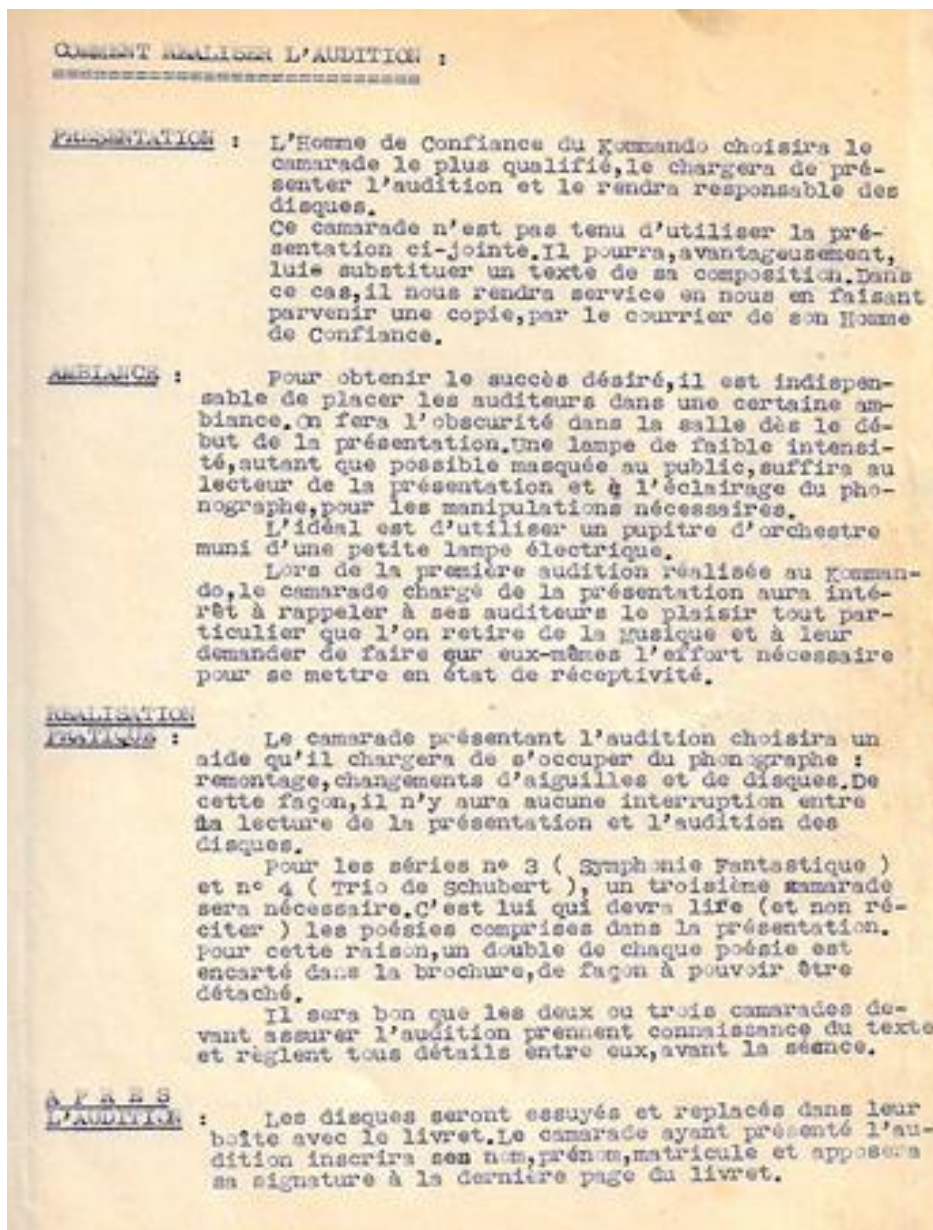 COMMENT REALISER L'AUDITION :
==========================
PRESENTATION : L'Homme de Confiance du Kommando choisira le
camarade le plus qualifié,le chargera de pré-
senter l'audition et le rendra responsable des
disques.
Ce camarade n'est pas tenu d'utiliser la pré-
sentation ci-jointe.Il pourra,avantageusement,
luie substituer un texte de sa composition.Dans
ce cas,il nous rendra service en nous en faisant
parvenir une copie,par le courrier de son Homme
de Confiance.
AMBIANCE : Pour obtenir le succès désiré,il est indispen-
sable de placer les auditeurs dans une certaine am-
biance.On fera l'obscurité dans la salle dès le dé-
but de la présentation.Une lampe de faible intensi-
té,autant que possible masquée au public,suffira au
lecteur de la présentation et à l'éclairage du pho-
nographe,pour les manipulations nécessaires.
L'idéal est d'utiliser un pupitre d'orchestre
muni d'une petite lampe électrique.
Lors de la première audition réalisée au Komman-
do,le camarade chargé de la présentation aura inté-
rêt à rappeler à ses auditeurs le plaisir tout par-
ticulier que l'on retire de la Musique et à leur
demander de faire sur eux-mêmes l'effort nécessaire
pour se mettre en état de réceptivité.
REALISATION
PRATIQUE : Le camarade présentant l'audition choisira un
aide qu'il chargera de s'occuper du phonographe :
remontage,changements d'aiguilles et de disques.De
cette façon,il n'y aura aucune interruption entre
la lecture de la présentation et l'audition des
disques.
Pour les séries n° 3 ( Symphonie Fantastique )
et n° 4 ( Trio de Schubert ), un troisième camarade
sera nécessaire.C'est lui qui devra life (et non ré-
citer ) les poésies comprises dans la présentation.
Pour cette raison,un double de chaque poésie est
encarté dans la brochure,de façon à pouvoir être
détaché.
Il sera bon que les deux ou trois camarades de-
vant assurer l'audition prennent connaissance du texte
et règlent tous détails entre eux,avant la séance.
A P R E S
L'AUDITION : Les disques seront essuyés et replacés dans leur
boîte avec le livret.Le camarade ayant présenté l'au-
dition inscrira son nom,prénom,matricule et apposera
sa signature à la dernière page du livret.